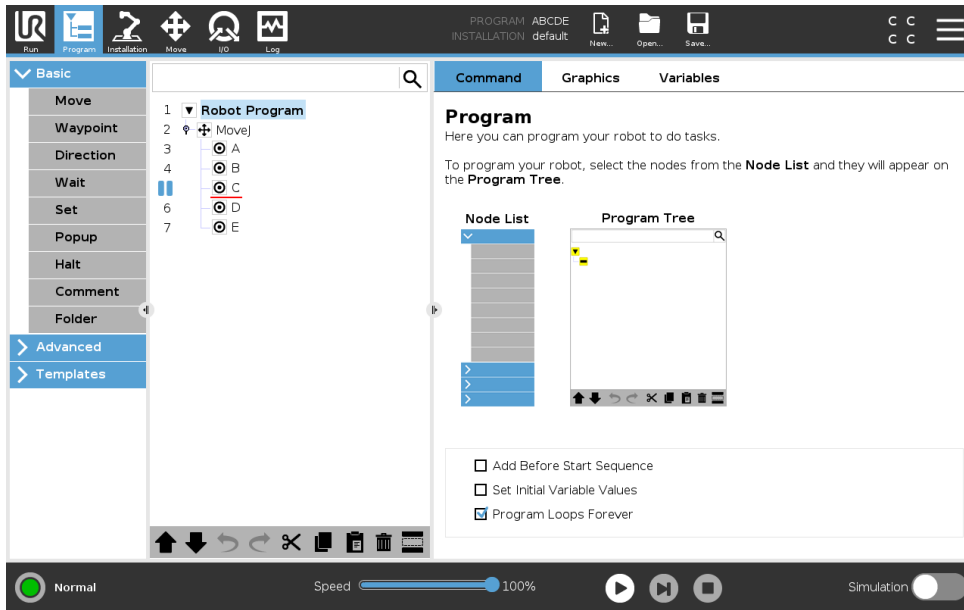 UR
Run
Program
Installation
Move
I/O
Log
PROGRAM ABCDE
INSTALLATION default
New...
Open...
Save...
C C
C C
Basic
Move
Waypoint
Direction
Wait
Set
Popup
Halt
Comment
Folder
Advanced
Templates
1 Robot Program
2 MoveJ
3 A
4 B
C
6 D
7 E
Command Graphics Variables
Program
Here you can program your robot to do tasks.
To program your robot, select the nodes from the Node List and they will appear on
the Program Tree.
Node List
Program Tree
Add Before Start Sequence
Set Initial Variable Values
Program Loops Forever
Normal
Speed
100%
Simulation